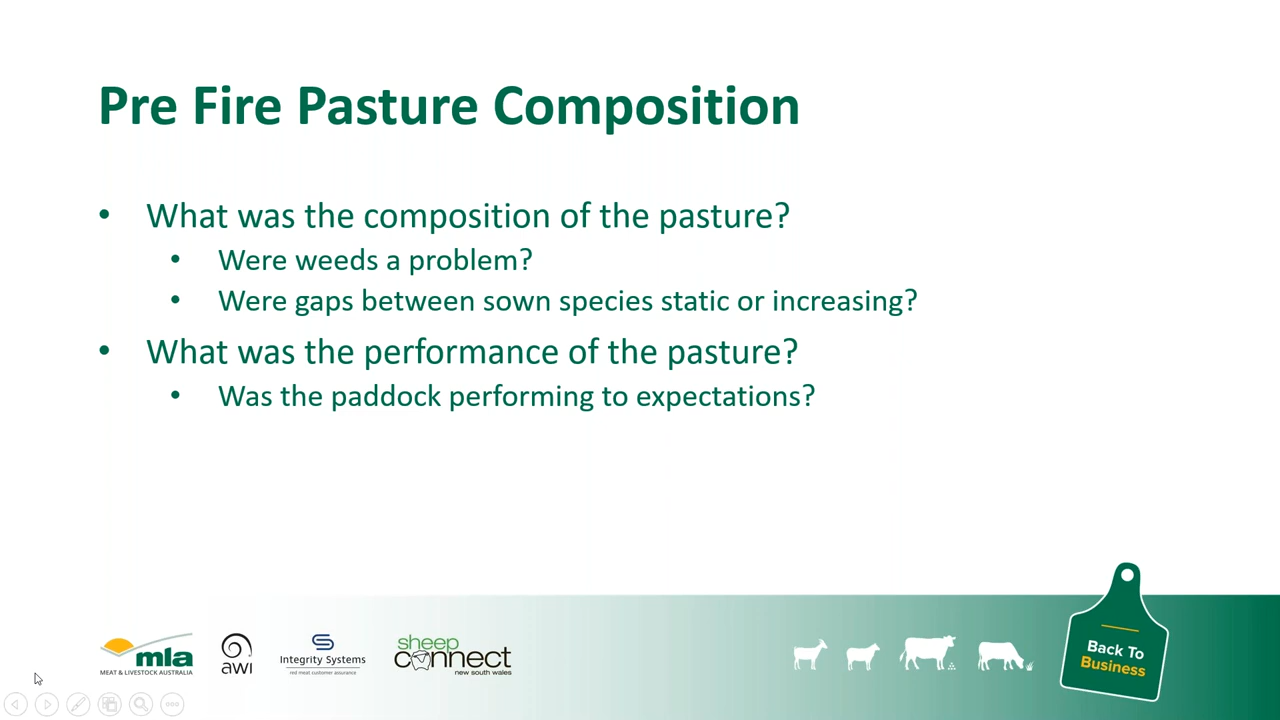 Pre Fire Pasture Composition
• What was the composition of the pasture?
• Were weeds a problem?
• Were gaps between sown species static or increasing?
• What was the performance of the pasture?
• Was the paddock performing to expectations?
mla
MEAT & LIVESTOCK AUSTRALIA
AWI
Integrity Systems
red meat customer assurance
sheep
connect
new south wales
Back To
Business